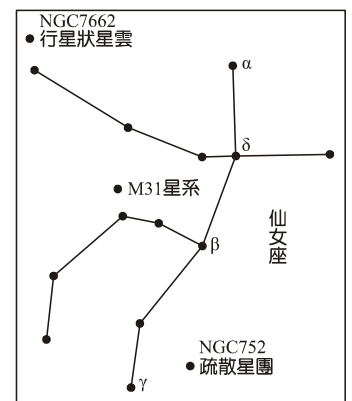 NGC7662
行星狀星雲
α
δ
M31星系
仙女座
β
NGC752
疏散星團
γ